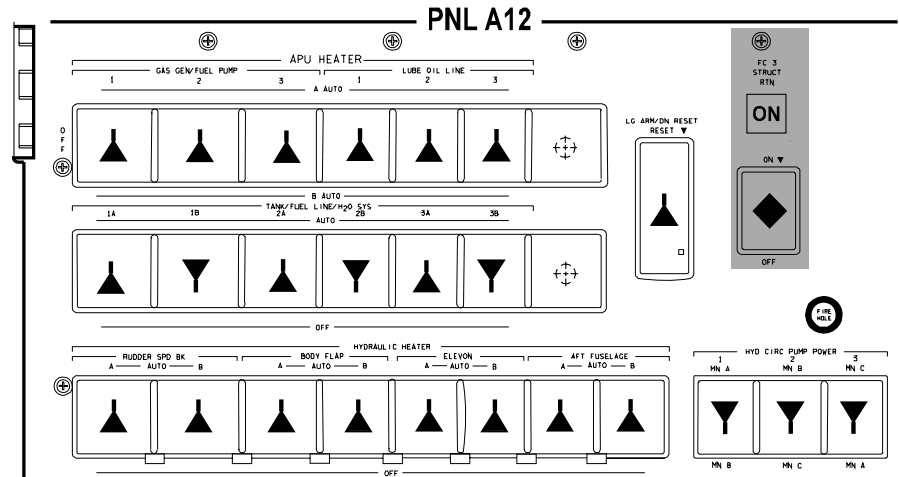 PNL A12
APU HEATER
GAS GEN/FUEL PUMP
LUBE OIL LINE
1 2 3 1 2 3
A AUTO
OFF
B AUTO
TANK/FUEL LINE/H2O SYS
1A 1B 2A 2B 3A 3B
AUTO
OFF
LG ARM/DN RESET
RESET ▼
FC 3
STRUCT
RTN
ON
ON ▼
OFF
FIRE
HOLE
HYDRAULIC HEATER
RUDDER SPD BK BODY FLAP ELEVON AFT FUSELAGE
A AUTO B A AUTO B A AUTO B A AUTO B
OFF
HYD CIRC PUMP POWER
1 2 3
MN A MN B MN C
MN B MN C MN A